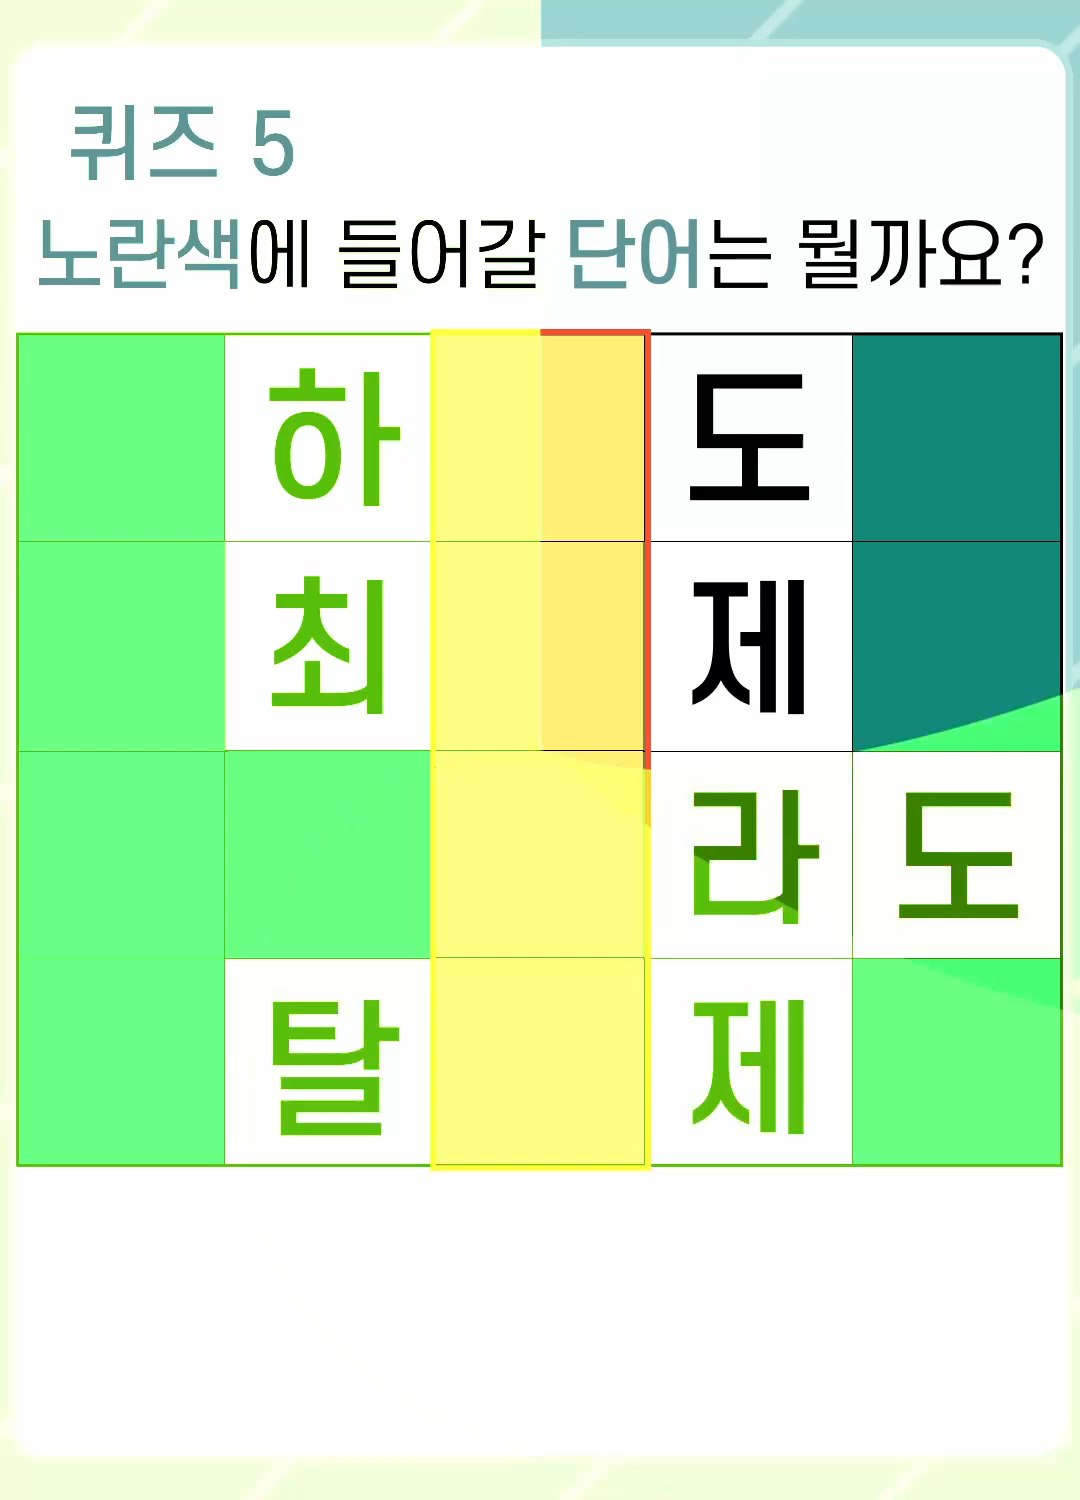 퀴즈 5
노란색에 들어갈 단어는 뭘까요?
하 도
최 제
라 도
탈 제